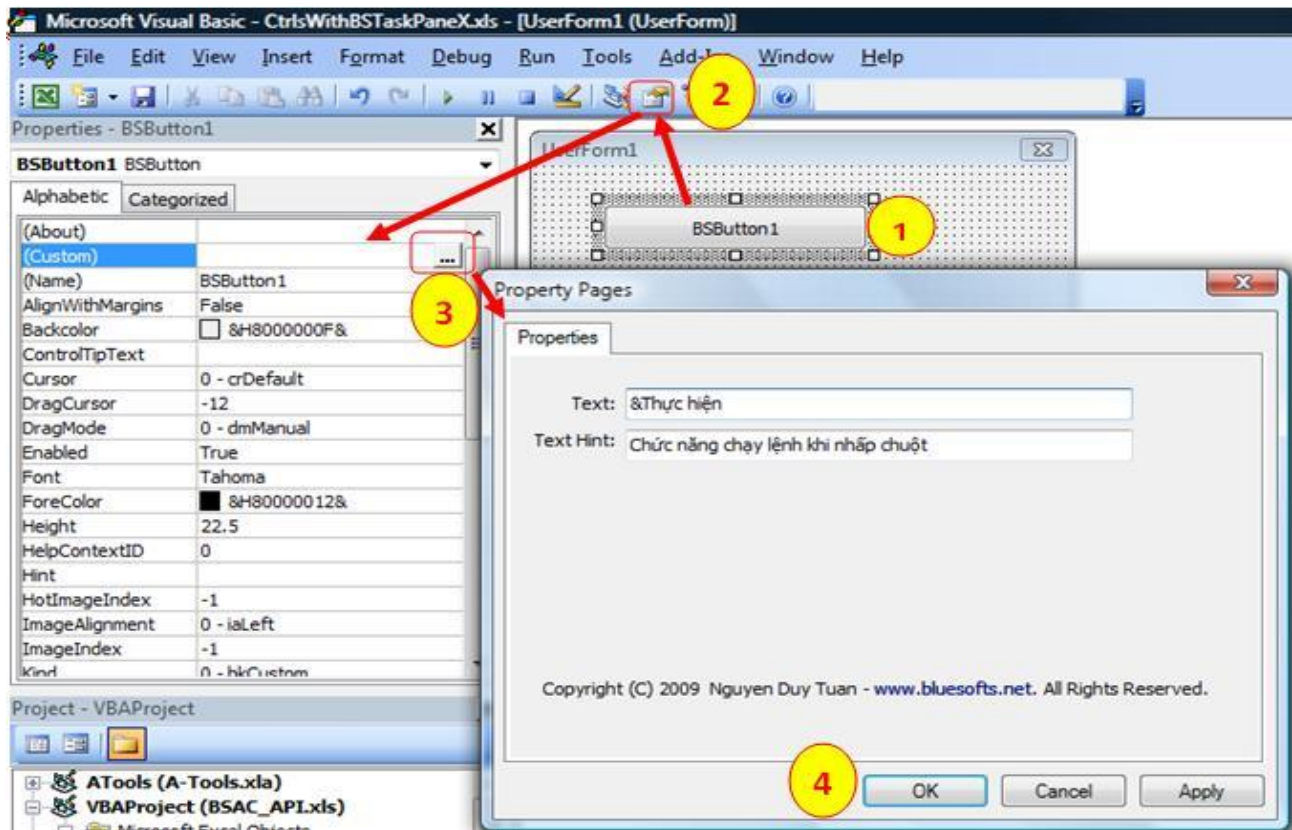 Microsoft Visual Basic - CtrlsWithBSTaskPaneX.xls - [UserForm1 (UserForm)]
File Edit View Insert Format Debug Run Tools Window Help
2
Properties - BSButton1
BSButton1 BSButton
Alphabetic Categorized
(About)
(Custom) ...
(Name) BSButton1
AlignWithMargins False
Backcolor &H8000000F&
ControlTipText
Cursor 0 - crDefault
DragCursor -12
DragMode 0 - dmManual
Enabled True
Font Tahoma
ForeColor &H80000012&
Height 22.5
HelpContextID 0
Hint
HotImageIndex -1
ImageAlignment 0 - iaLeft
ImageIndex -1
Kind 0 - bkCustom
3
UserForm1
BSButton1
1
Property Pages
Properties
Text: &Thực hiện
Text Hint: Chức năng chạy lệnh khi nhấp chuột
Copyright (C) 2009 Nguyen Duy Tuan - www.bluesofts.net. All Rights Reserved.
4
OK Cancel Apply
Project - VBAProject
ATools (A-Tools.xla)
VBAProject (BSAC_API.xls)
Microsoft Excel Objects